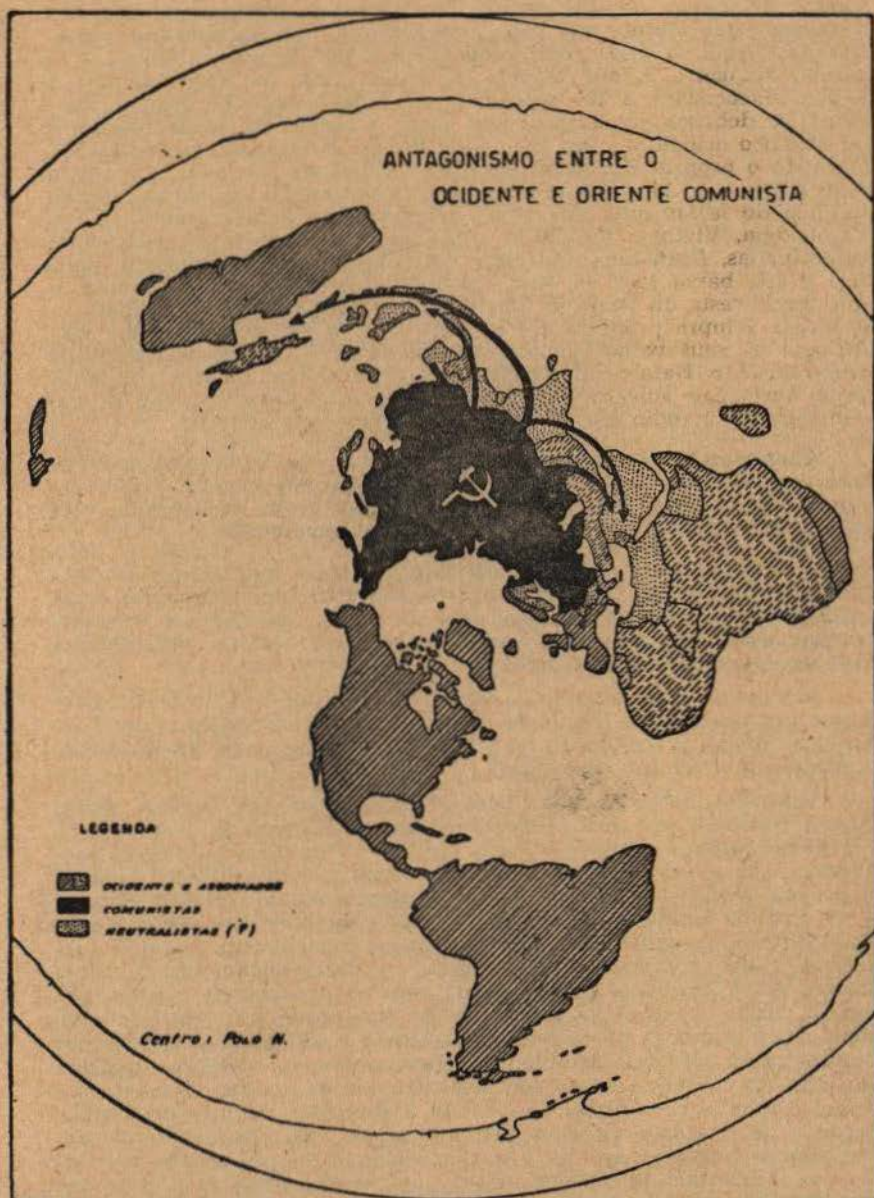 ANTAGONISMO ENTRE O
OCIDENTE E ORIENTE COMUNISTA
LEGENDA
OCIDENTE e ASSOCIADOS
COMUNISTAS
NEUTRALISTAS (?)
Centro: POLO N.